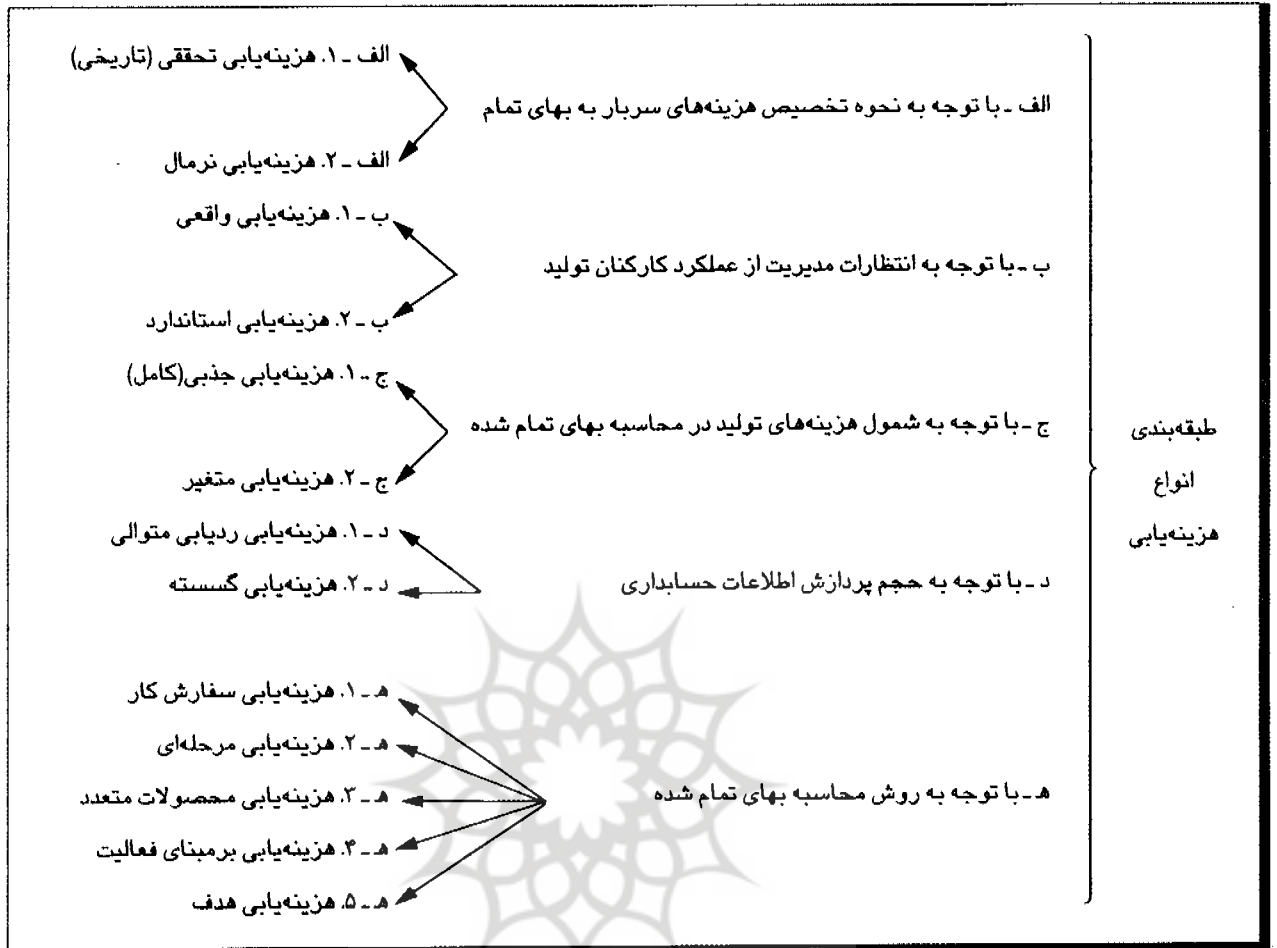 طبقه‌بندی
انواع
هزینه‌یابی
الف ـ با توجه به نحوه تخصیص هزینه‌های سربار به بهای تمام
الف ـ ۱. هزینه‌یابی تحققی (تاریخی)
الف ـ ۲. هزینه‌یابی نرمال
ب ـ با توجه به انتظارات مدیریت از عملکرد کارکنان تولید
ب ـ ۱. هزینه‌یابی واقعی
ب ـ ۲. هزینه‌یابی استاندارد
ج ـ با توجه به شمول هزینه‌های تولید در محاسبه بهای تمام شده
ج ـ ۱. هزینه‌یابی جذبی(کامل)
ج ـ ۲. هزینه‌یابی متغیر
د ـ با توجه به حجم پردازش اطلاعات حسابداری
د ـ ۱. هزینه‌یابی ردیابی متوالی
د ـ ۲. هزینه‌یابی گسسته
هـ ـ با توجه به روش محاسبه بهای تمام شده
هـ ـ ۱. هزینه‌یابی سفارش کار
هـ ـ ۲. هزینه‌یابی مرحله‌ای
هـ ـ ۳. هزینه‌یابی محصولات متعدد
هـ ـ ۴. هزینه‌یابی برمبنای فعالیت
هـ ـ ۵. هزینه‌یابی هدف